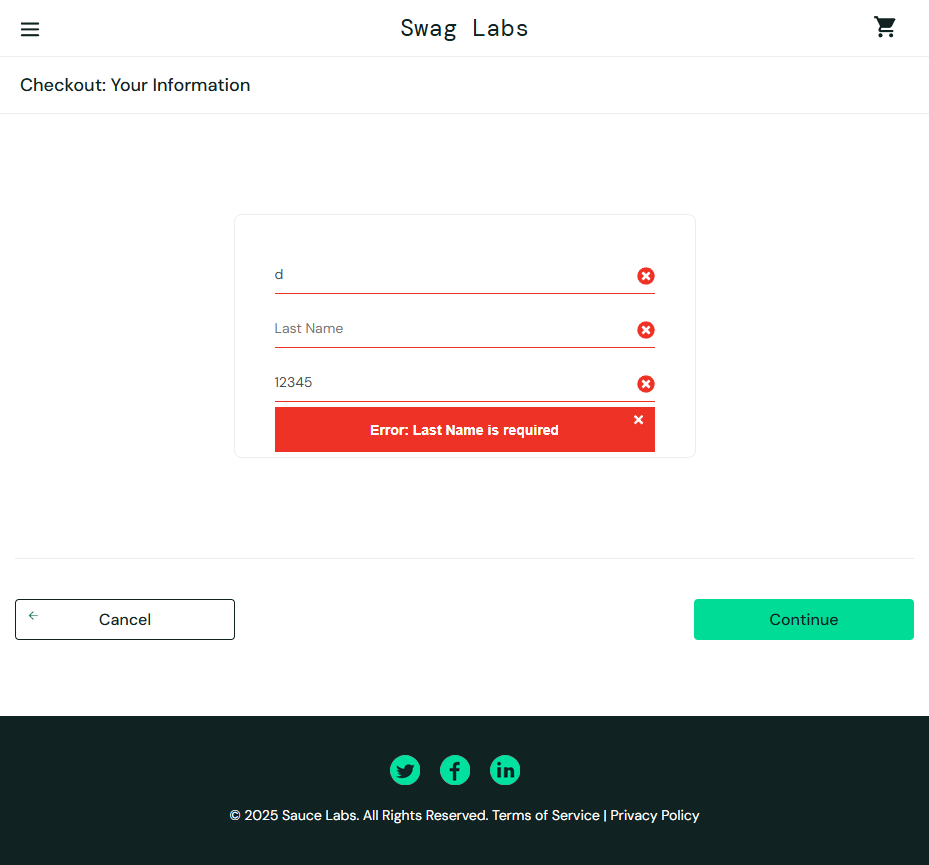 Swag Labs
Checkout: Your Information
d
Last Name
12345
Error: Last Name is required
Cancel
Continue
© 2025 Sauce Labs. All Rights Reserved. Terms of Service | Privacy Policy